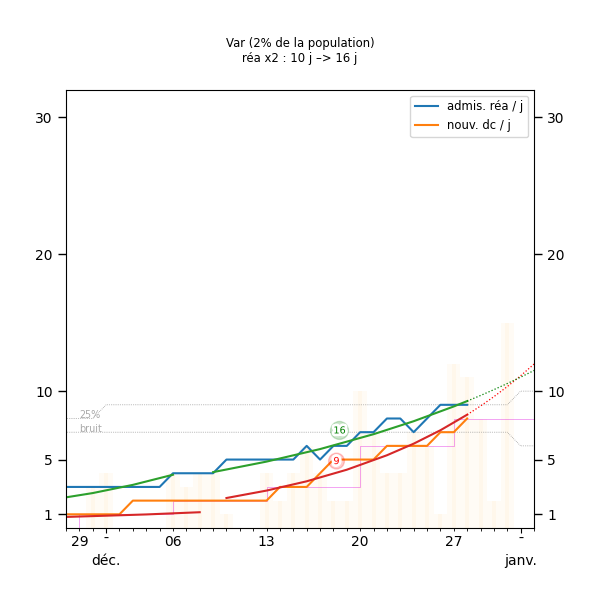 Var (2% de la population)
réa x2 : 10 j –> 16 j
admis. réa / j
nouv. dc / j
30
30
20
20
10
10
25%
bruit
16
9
5
5
1
1
29 - 06 13 20 27 -
déc. janv.